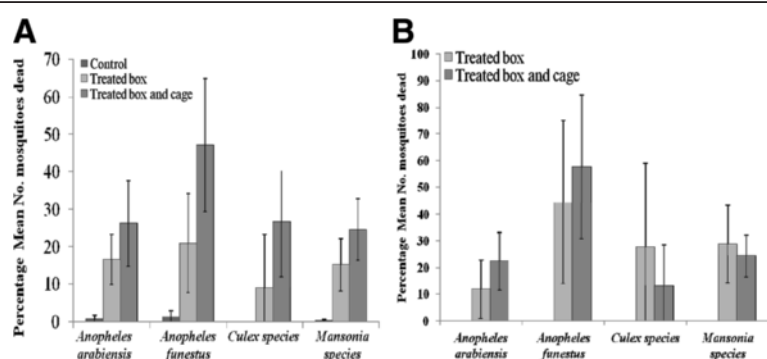 A
Percentage Mean No. mosquitoes dead
70
60
50
40
30
20
10
0
Control
Treated box
Treated box and cage
Anopheles arabiensis
Anopheles funestus
Culex species
Mansonia species
B
Percentage Mean No. mosquitoes dead
100
90
80
70
60
50
40
30
20
10
0
Treated box
Treated box and cage
Anopheles arabiensis
Anopheles funestus
Culex species
Mansonia species